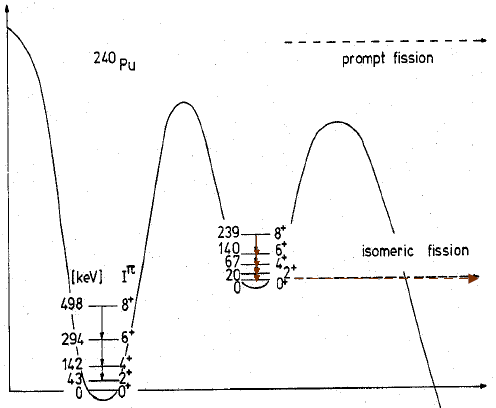 ²⁴⁰Pu
prompt fission
239 8⁺
140 6⁺
67 4⁺
20 2⁺
0 0⁺
isomeric fission
[keV] Iπ
498 8⁺
294 6⁺
142 4⁺
43 2⁺
0 0⁺